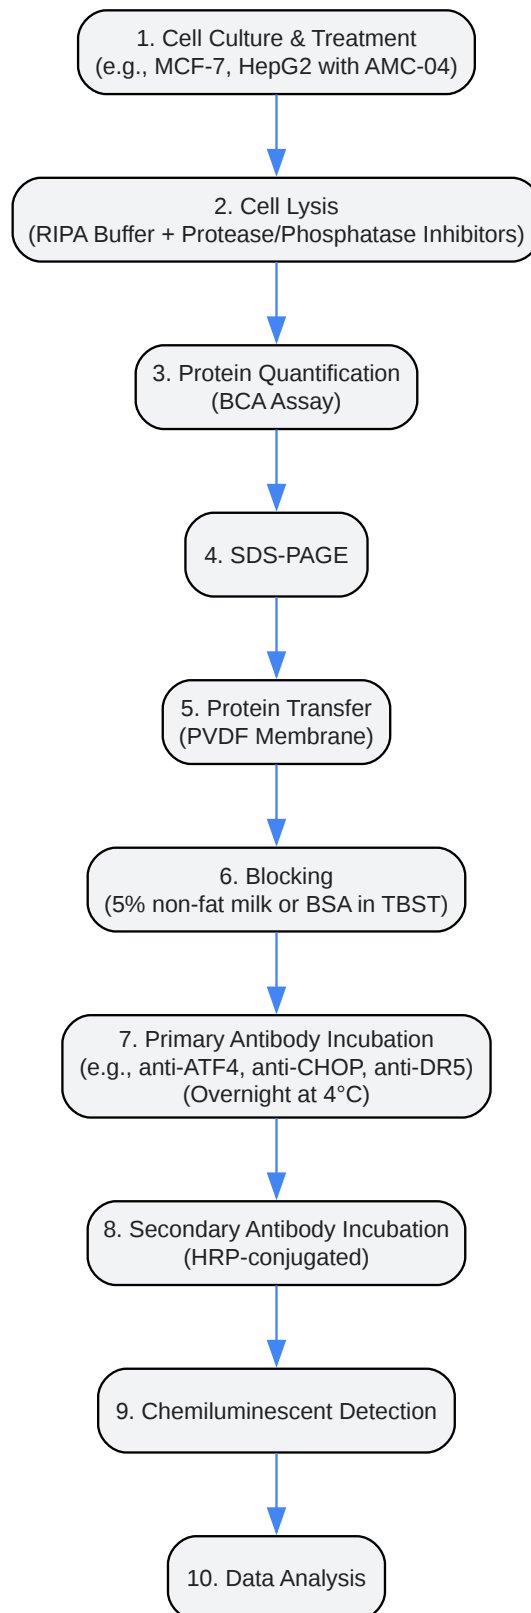 1. Cell Culture & Treatment
(e.g., MCF-7, HepG2 with AMC-04)
2. Cell Lysis
(RIPA Buffer + Protease/Phosphatase Inhibitors)
3. Protein Quantification
(BCA Assay)
4. SDS-PAGE
5. Protein Transfer
(PVDF Membrane)
6. Blocking
(5% non-fat milk or BSA in TBST)
7. Primary Antibody Incubation
(e.g., anti-ATF4, anti-CHOP, anti-DR5)
(Overnight at 4°C)
8. Secondary Antibody Incubation
(HRP-conjugated)
9. Chemiluminescent Detection
10. Data Analysis